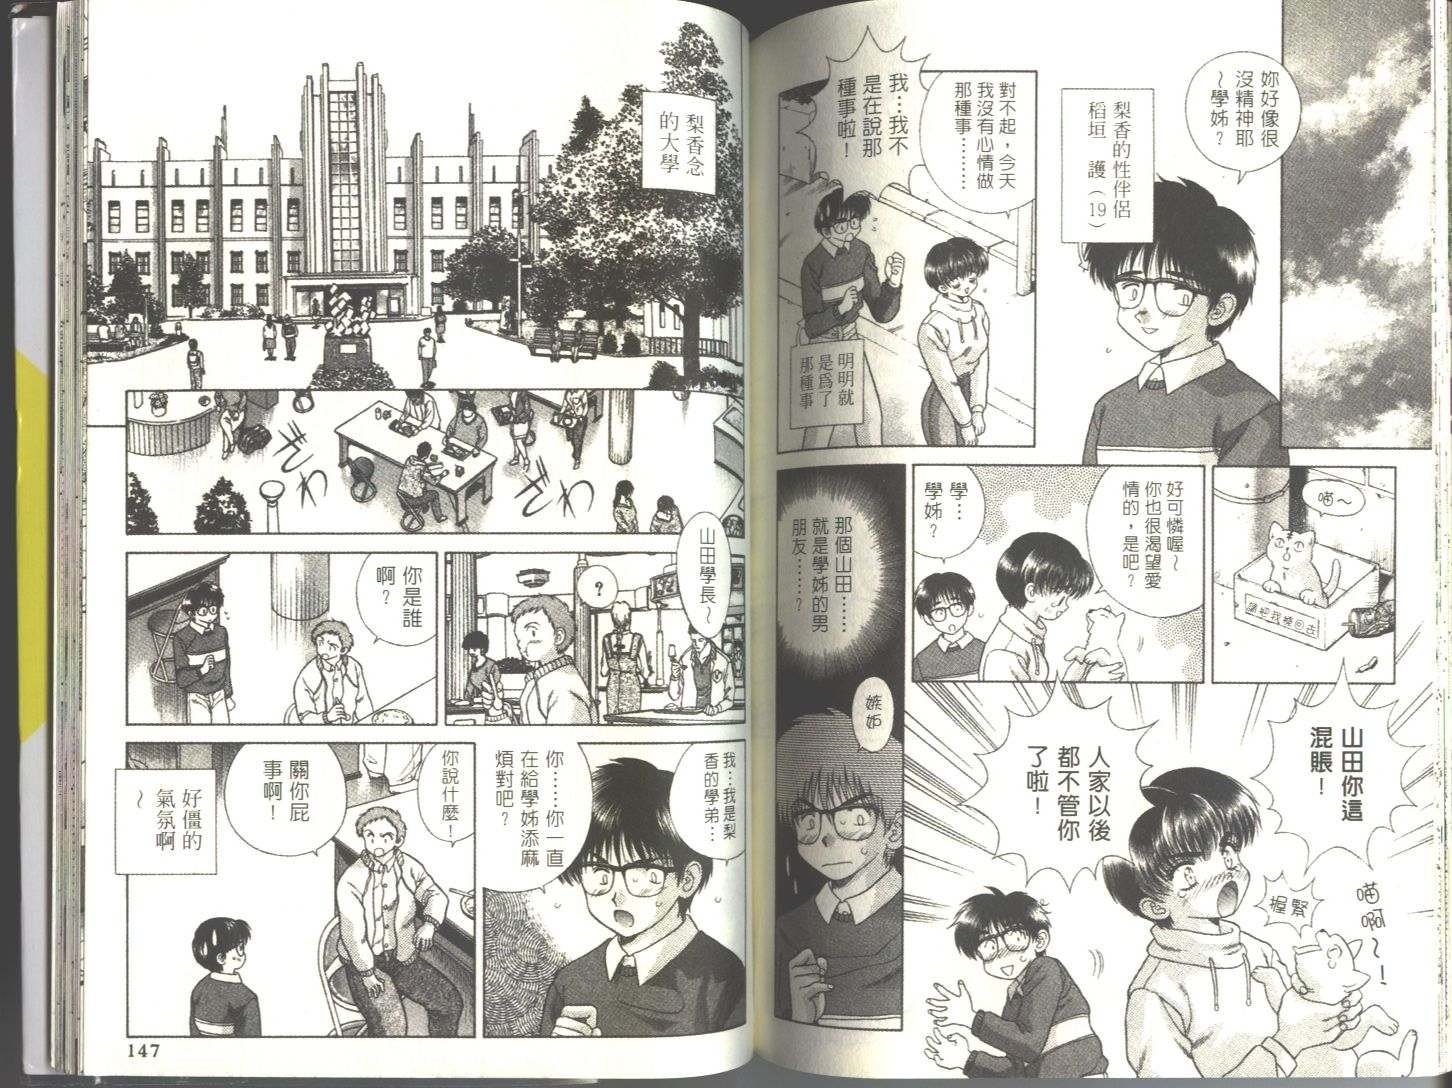 妳好像很
沒精神耶
～學姊？
梨香的性伴侶
稻垣 護（19）
對不起，今天
我沒有心情做
那種事………
我…我不
是在說那
種事啦！
明明就
是為了
那種事
喵～
請把我撿回去
好可憐喔～
你也很渴望愛
情的，是吧？
學…
學姊？
那個山田……
就是學姊的男
朋友……？
嫉妒
山田你這
混賬！
人家以後
都不管你
了啦！
握緊
喵啊～！
梨香念
的大學
ぎしゎ
ぎゎ
山田學長～
？
你是誰
啊？
我…我是梨
香的學弟…
你……你一直
在給學姊添麻
煩對吧？
你說什麼！
關你屁
事啊！
好僵的
氣氛啊
～
147